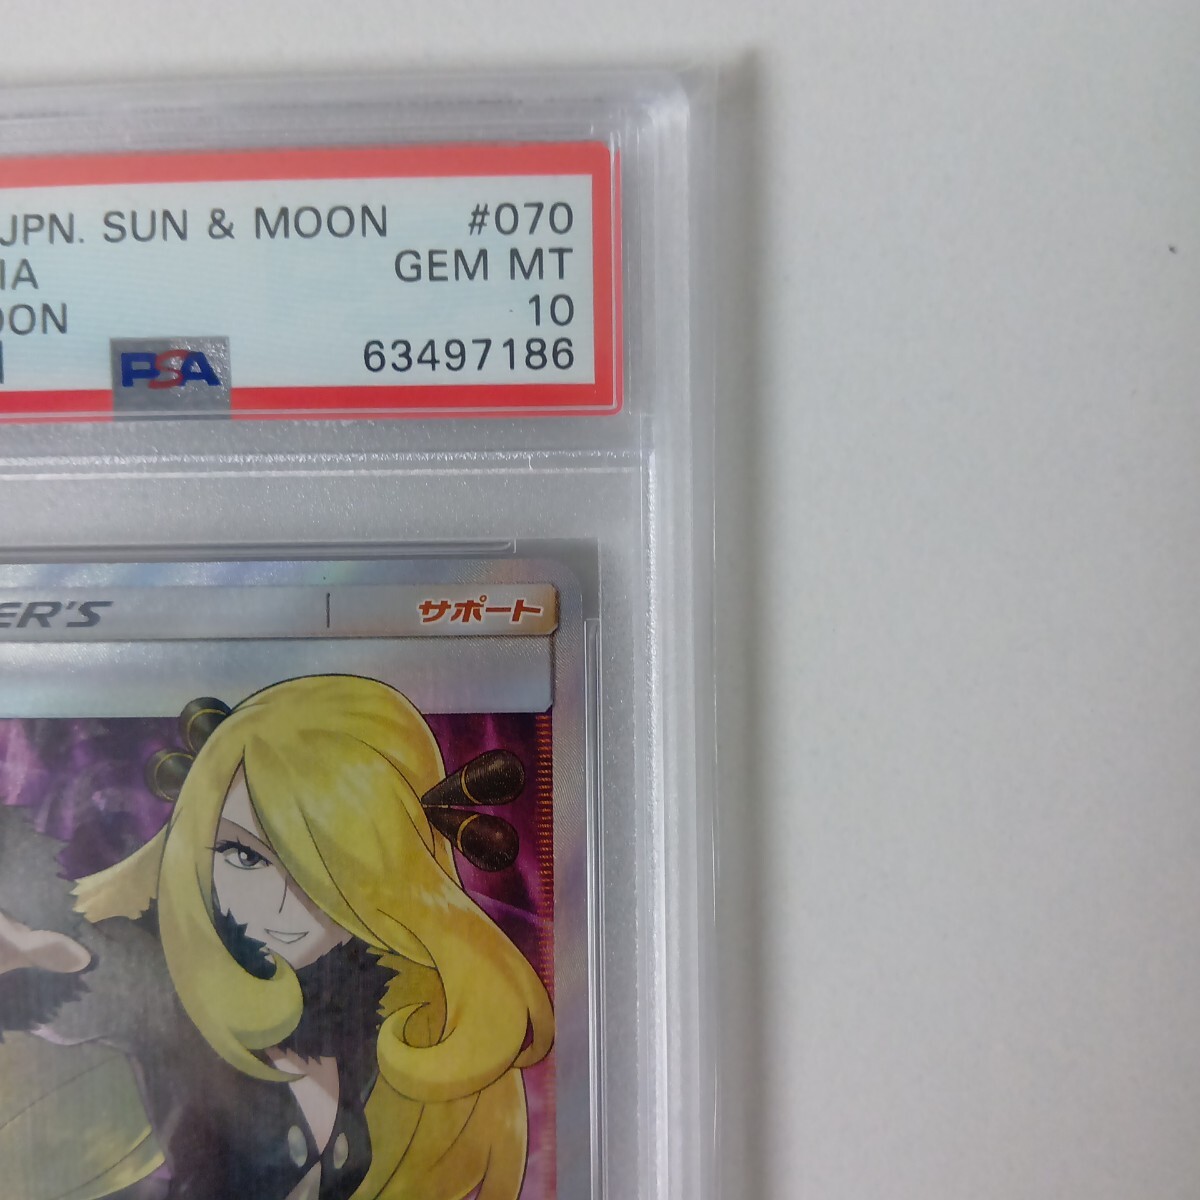 JPN. SUN & MOON #070
IA GEM MT
OON 10
PSA 63497186
ER'S サポート